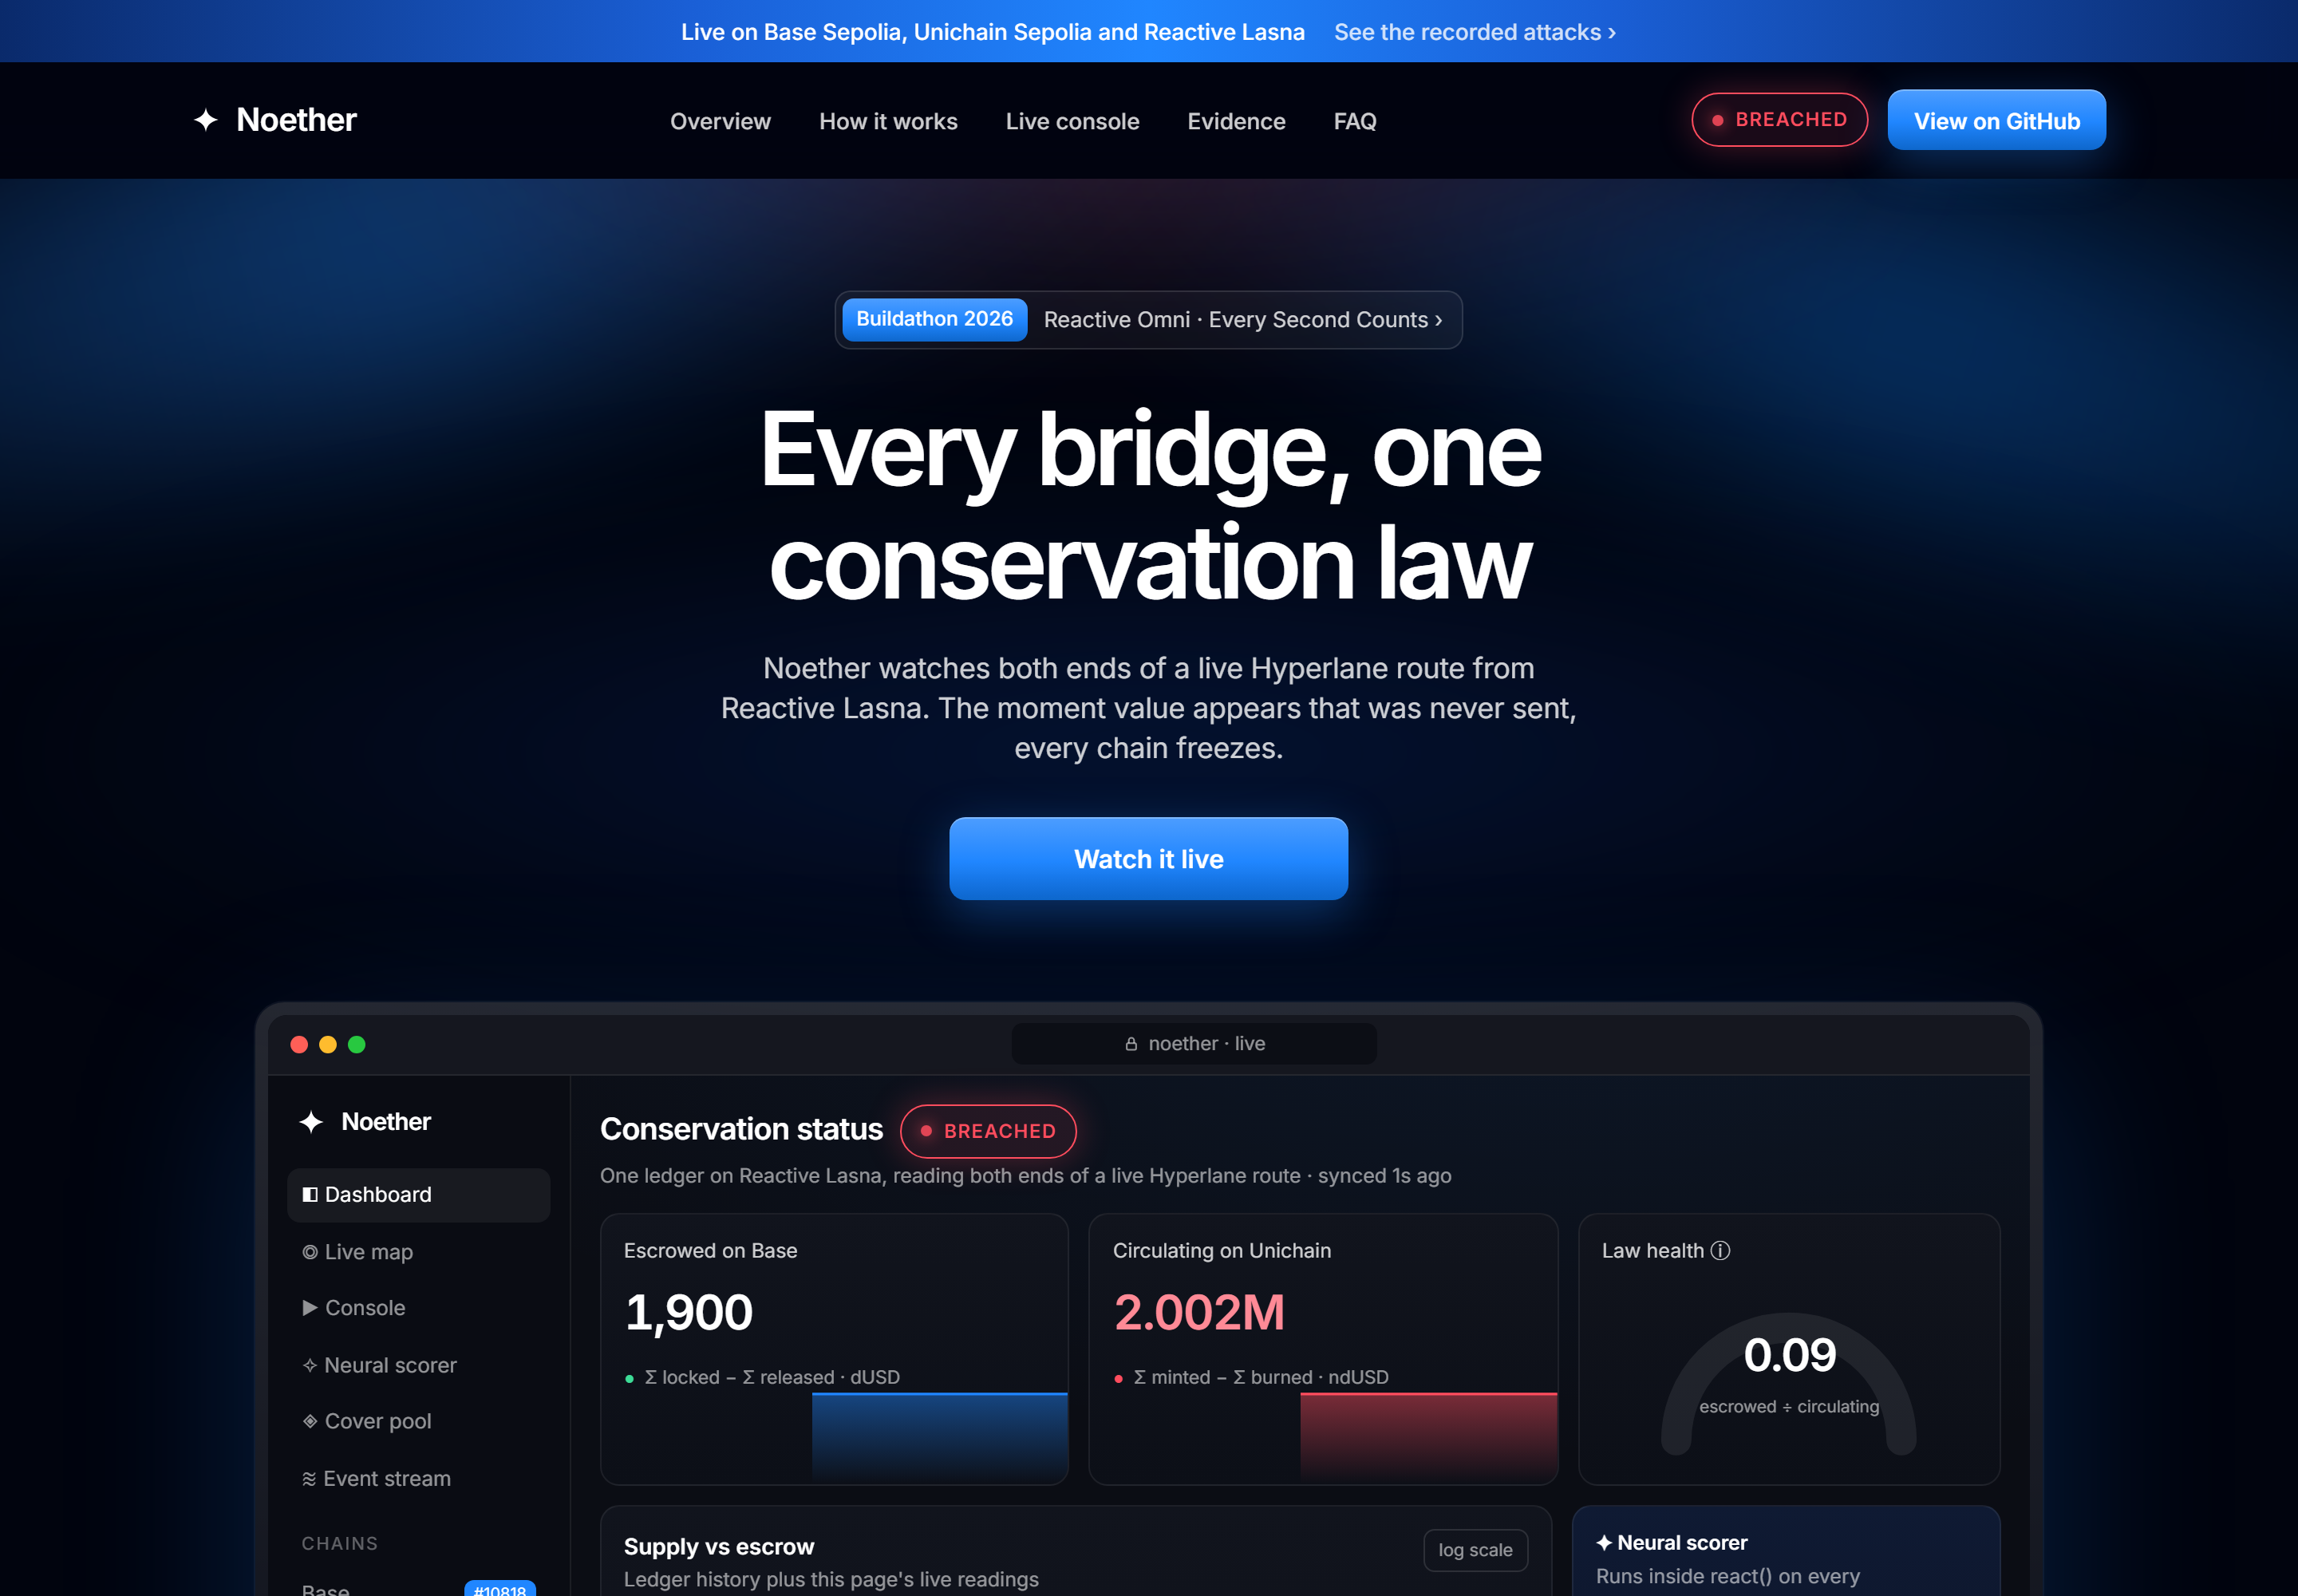 Live on Base Sepolia, Unichain Sepolia and Reactive Lasna See the recorded attacks ›
Noether
Overview How it works Live console Evidence FAQ
BREACHED
View on GitHub
Buildathon 2026 Reactive Omni · Every Second Counts ›
Every bridge, one
conservation law
Noether watches both ends of a live Hyperlane route from
Reactive Lasna. The moment value appears that was never sent,
every chain freezes.
Watch it live
noether · live
Noether
Dashboard
Live map
Console
Neural scorer
Cover pool
Event stream
CHAINS
Base #10818
Conservation status BREACHED
One ledger on Reactive Lasna, reading both ends of a live Hyperlane route · synced 1s ago
Escrowed on Base
1,900
Σ locked − Σ released · dUSD
Circulating on Unichain
2.002M
Σ minted − Σ burned · ndUSD
Law health ⓘ
0.09
escrowed ÷ circulating
Supply vs escrow
log scale
Ledger history plus this page's live readings
Neural scorer
Runs inside react() on every